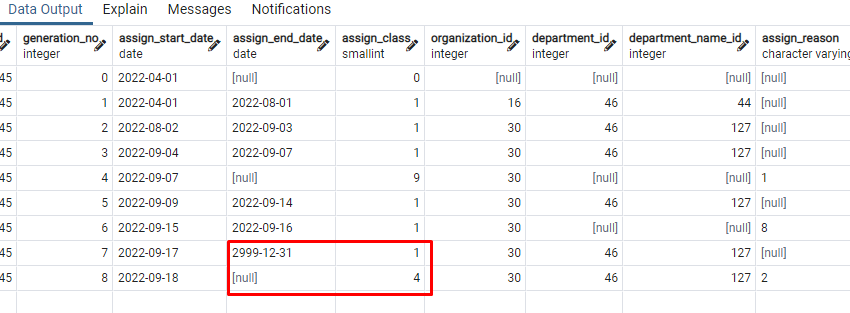 Data Output Explain Messages Notifications
generation_no assign_start_date assign_end_date assign_class organization_id department_id department_name_id assign_reason
integer date date smallint integer integer integer character varying
45 0 2022-04-01 [null] 0 [null] [null] [null] [null]
45 1 2022-04-01 2022-08-01 1 16 46 44 [null]
45 2 2022-08-02 2022-09-03 1 30 46 127 [null]
45 3 2022-09-04 2022-09-07 1 30 46 127 [null]
45 4 2022-09-07 [null] 9 30 [null] [null] 1
45 5 2022-09-09 2022-09-14 1 30 46 127 [null]
45 6 2022-09-15 2022-09-16 1 30 [null] [null] 8
45 7 2022-09-17 2999-12-31 1 30 46 127 [null]
45 8 2022-09-18 [null] 4 30 46 127 2